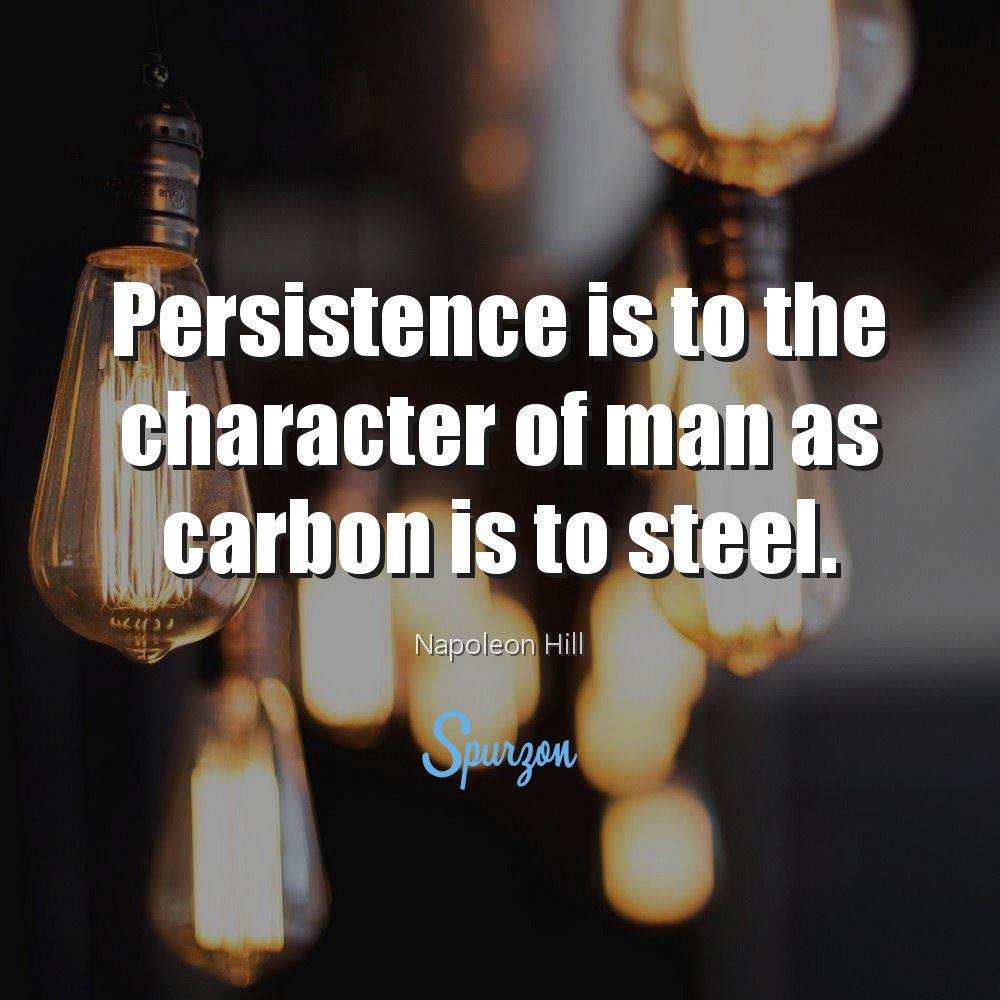 Persistence is to the
character of man as
carbon is to steel.
Napoleon Hill
Spurzon